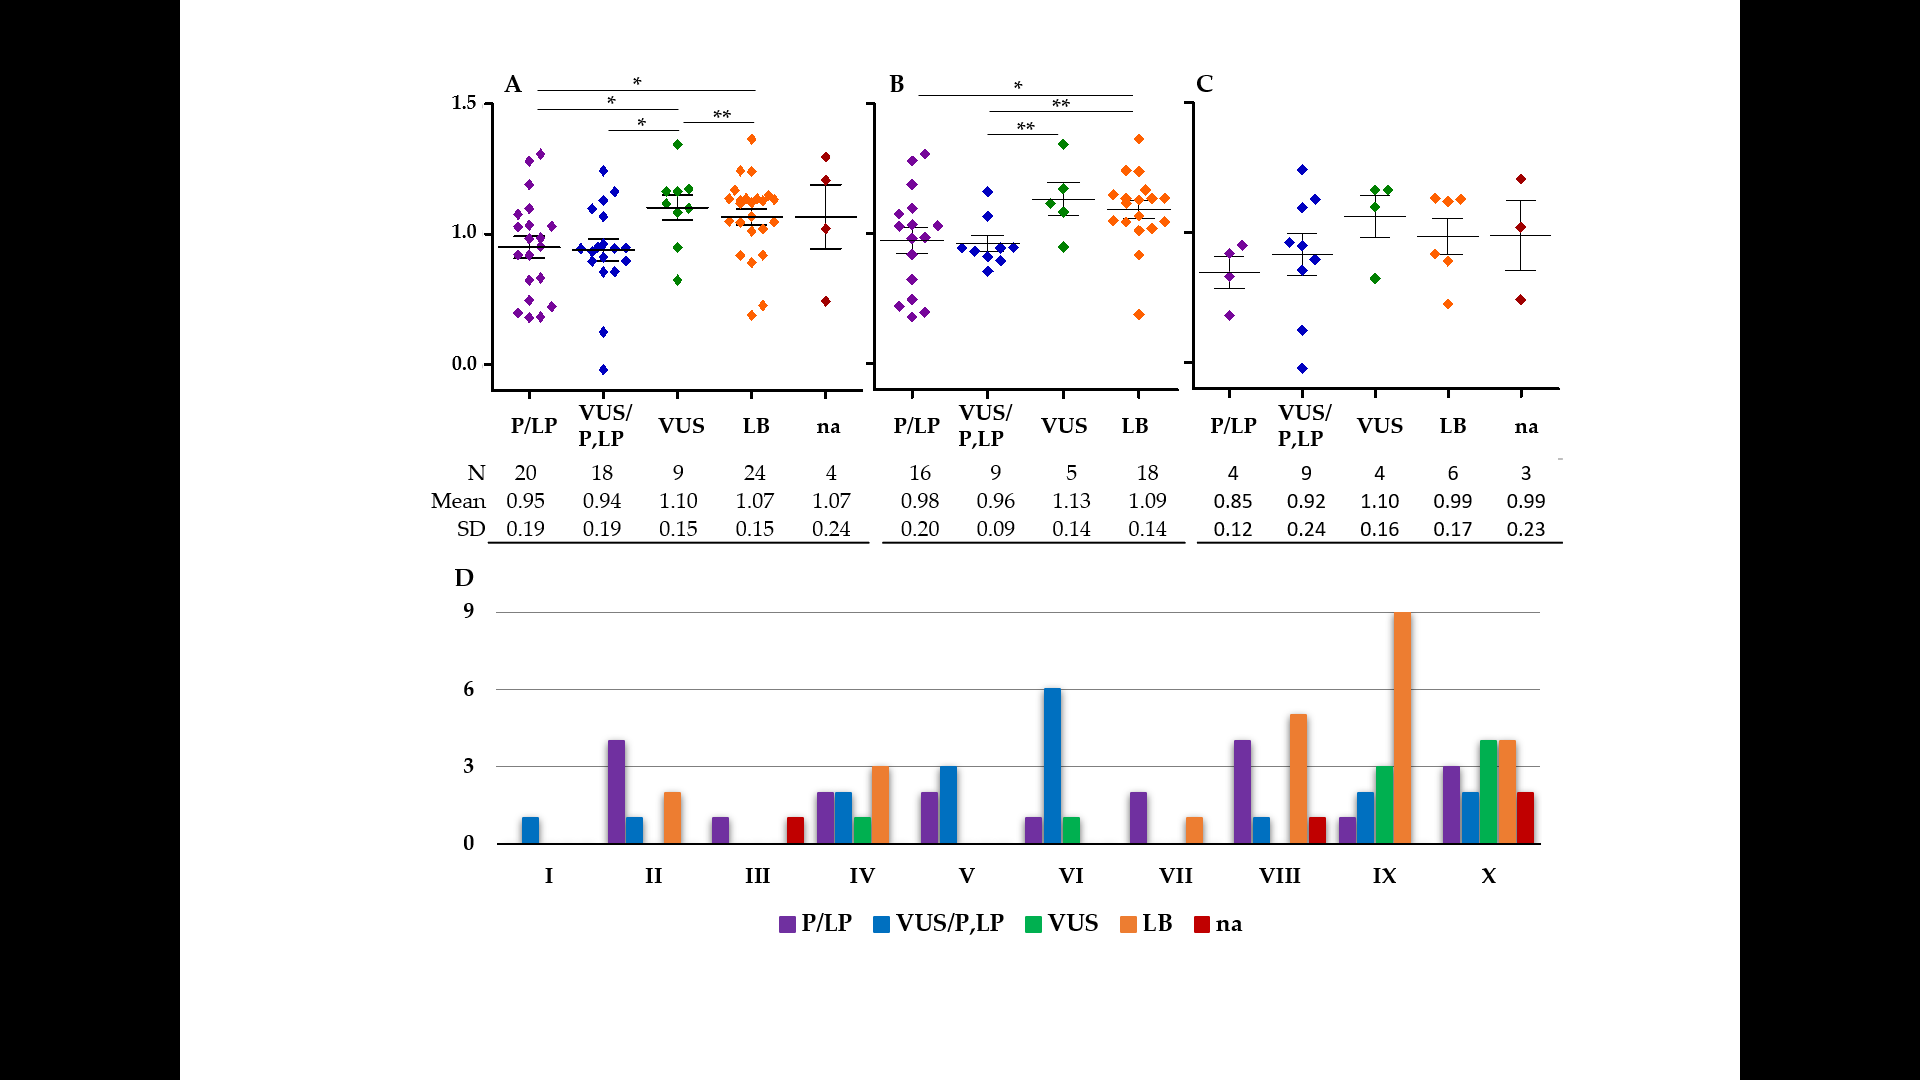 A B C
* * * **
* ** **
1.5
1.0
0.0
P/LP VUS/P,LP VUS LB na P/LP VUS/P,LP VUS LB P/LP VUS/P,LP VUS LB na
N 20 18 9 24 4 16 9 5 18 4 9 4 6 3
Mean 0.95 0.94 1.10 1.07 1.07 0.98 0.96 1.13 1.09 0.85 0.92 1.10 0.99 0.99
SD 0.19 0.19 0.15 0.15 0.24 0.20 0.09 0.14 0.14 0.12 0.24 0.16 0.17 0.23
D
9
6
3
0
I II III IV V VI VII VIII IX X
P/LP VUS/P,LP VUS LB na